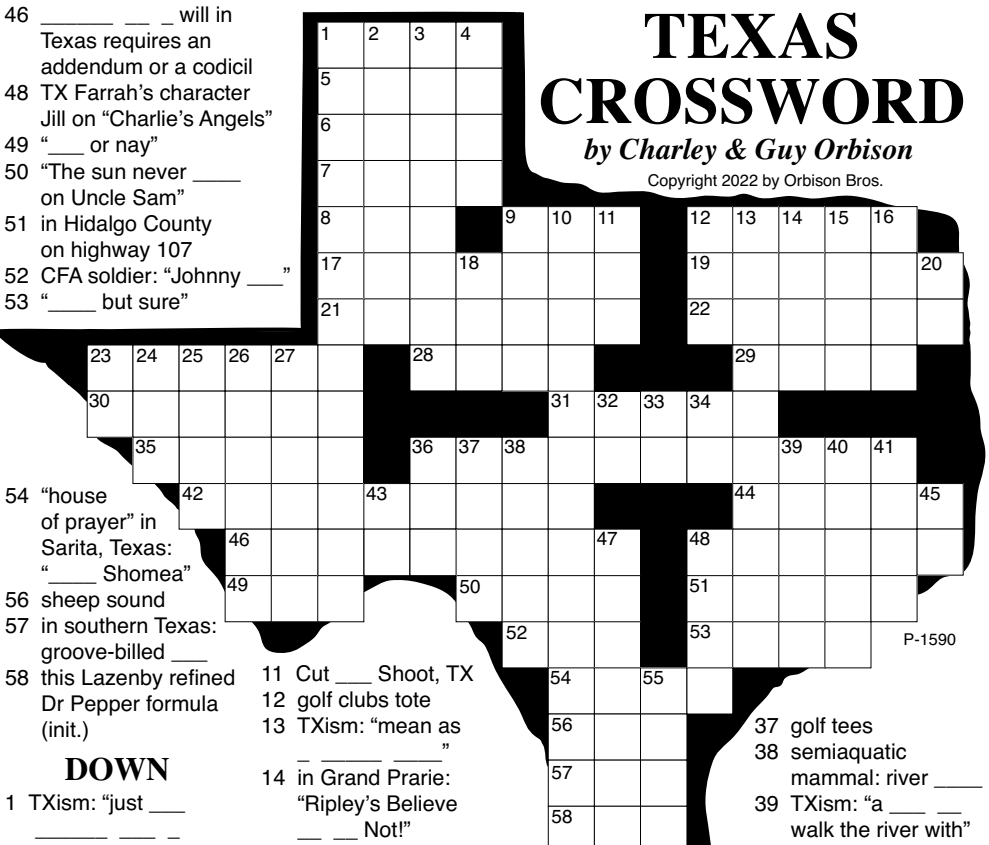 TEXAS
CROSSWORD
by Charley & Guy Orbison
Copyright 2022 by Orbison Bros.
46 ______ __ _ will in
Texas requires an
addendum or a codicil
48 TX Farrah's character
Jill on “Charlie's Angels”
49 “___ or nay”
50 “The sun never ____
on Uncle Sam”
51 in Hidalgo County
on highway 107
52 CFA soldier: “Johnny ___”
53 “____ but sure”
54 “house
of prayer” in
Sarita, Texas:
“____ Shomea”
56 sheep sound
57 in southern Texas:
groove-billed ___
58 this Lazenby refined
Dr Pepper formula
(init.)
DOWN
1 TXism: “just ___
______ ___ _
11 Cut ___ Shoot, TX
12 golf clubs tote
13 TXism: “mean as
_ _____ ____”
14 in Grand Prarie:
“Ripley's Believe
__ __ Not!”
37 golf tees
38 semiaquatic
mammal: river ____
39 TXism: “a ___ __
walk the river with”
1 2 3 4
5
6
7
8 9 10 11 12 13 14 15 16
17 18 19 20
21 22
23 24 25 26 27 28 29
30 31 32 33 34
35 36 37 38 39 40 41
42 43 44 45
46 47 48
49 50 51
52 53
P-1590
54 55
56
57
58